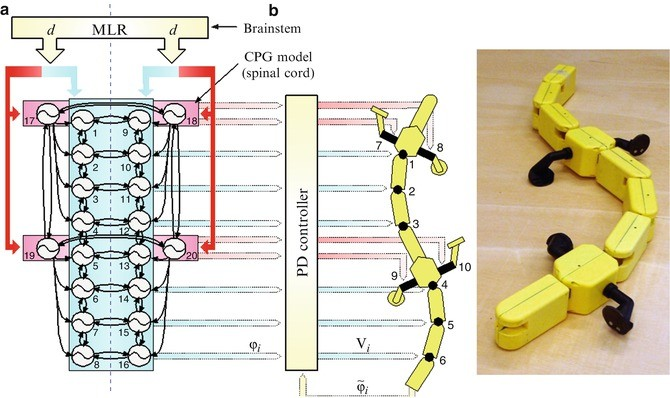 a
b
d
MLR
d
Brainstem
CPG model
(spinal cord)
17
18
1
9
2
10
3
11
4
12
19
20
5
13
6
14
7
15
8
16
φi
PD controller
Vi
φ̃i
7
8
1
2
3
9
10
4
5
6